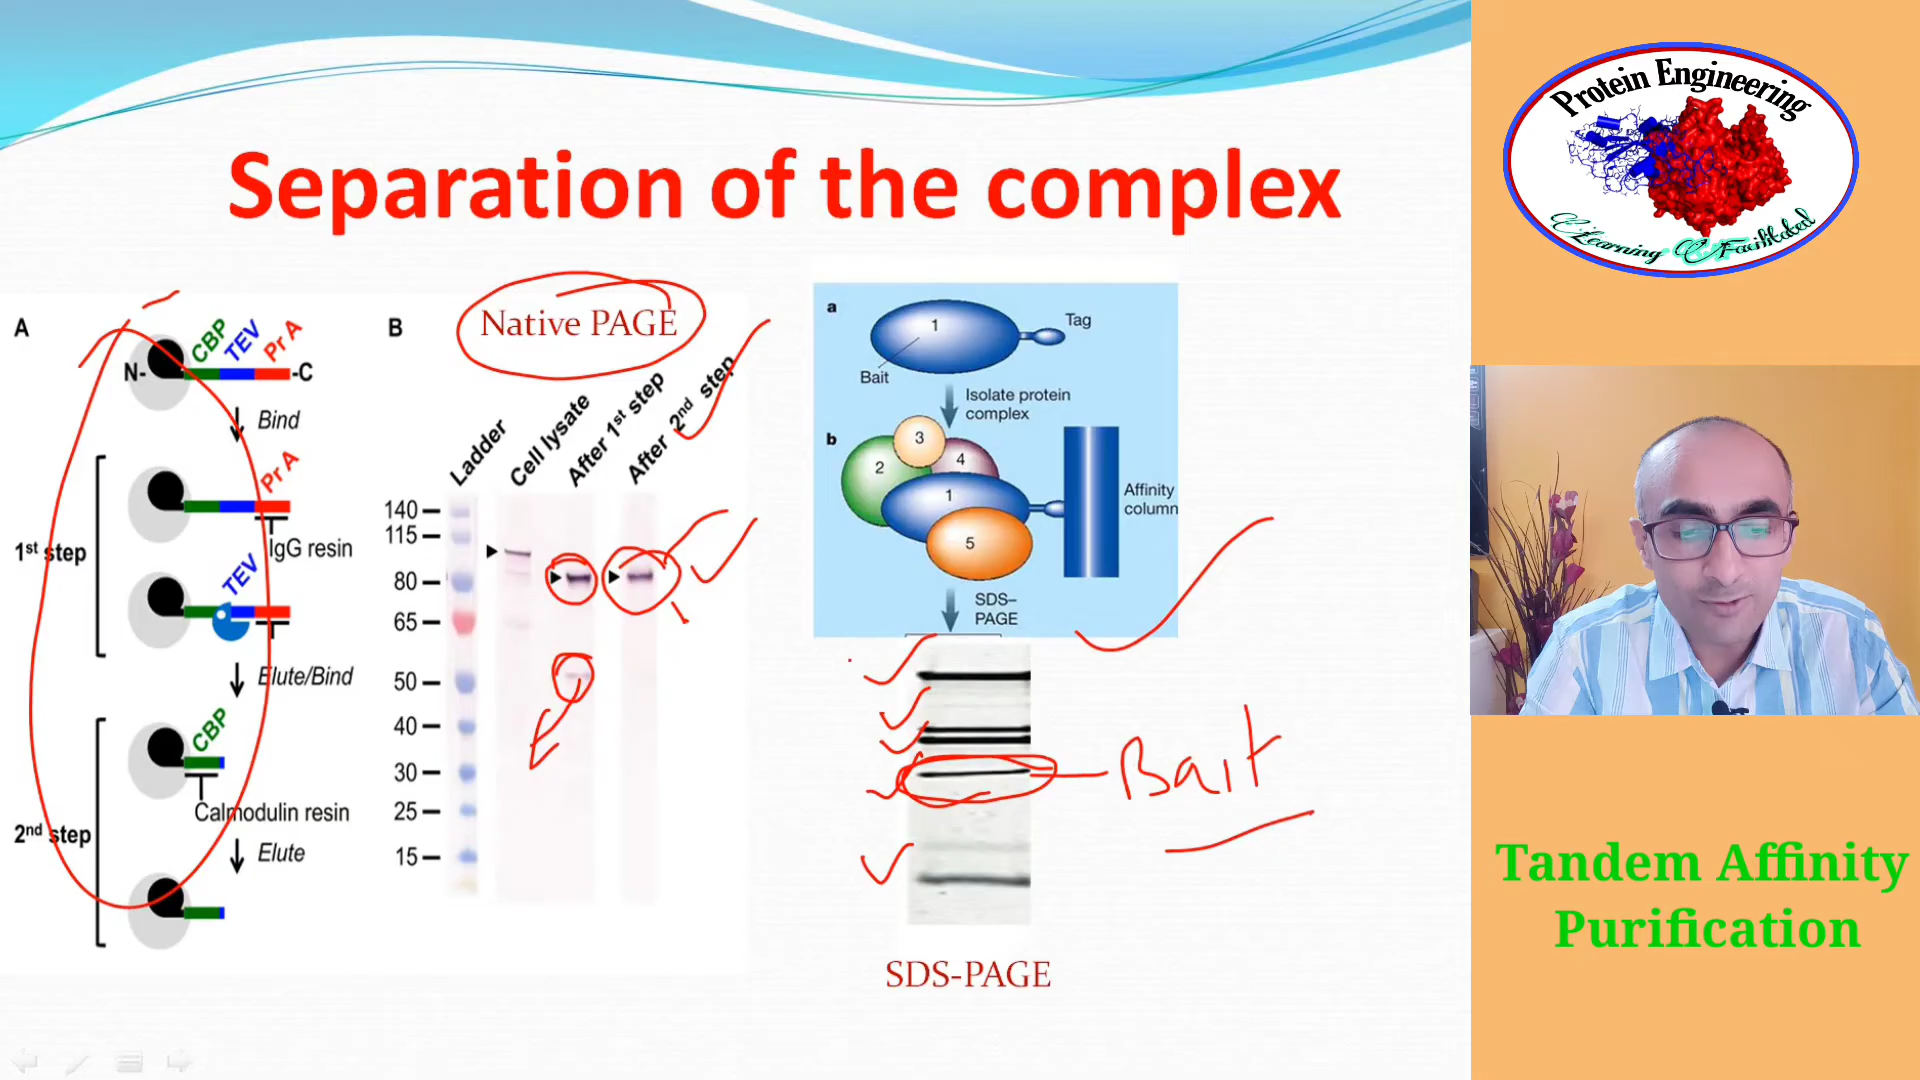 Separation of the complex
A
CBP
TEV
Pr A
N-
-C
Bind
Pr A
1st step
IgG resin
TEV
Elute/Bind
CBP
Calmodulin resin
2nd step
Elute
B
Native PAGE
Ladder
Cell lysate
After 1st step
After 2nd step
140
115
80
65
50
40
30
25
15
a
1
Tag
Bait
Isolate protein
complex
b
3
2
4
1
5
Affinity
column
SDS–
PAGE
Bait
SDS-PAGE
Protein Engineering
Learning Facilitated
Tandem Affinity
Purification